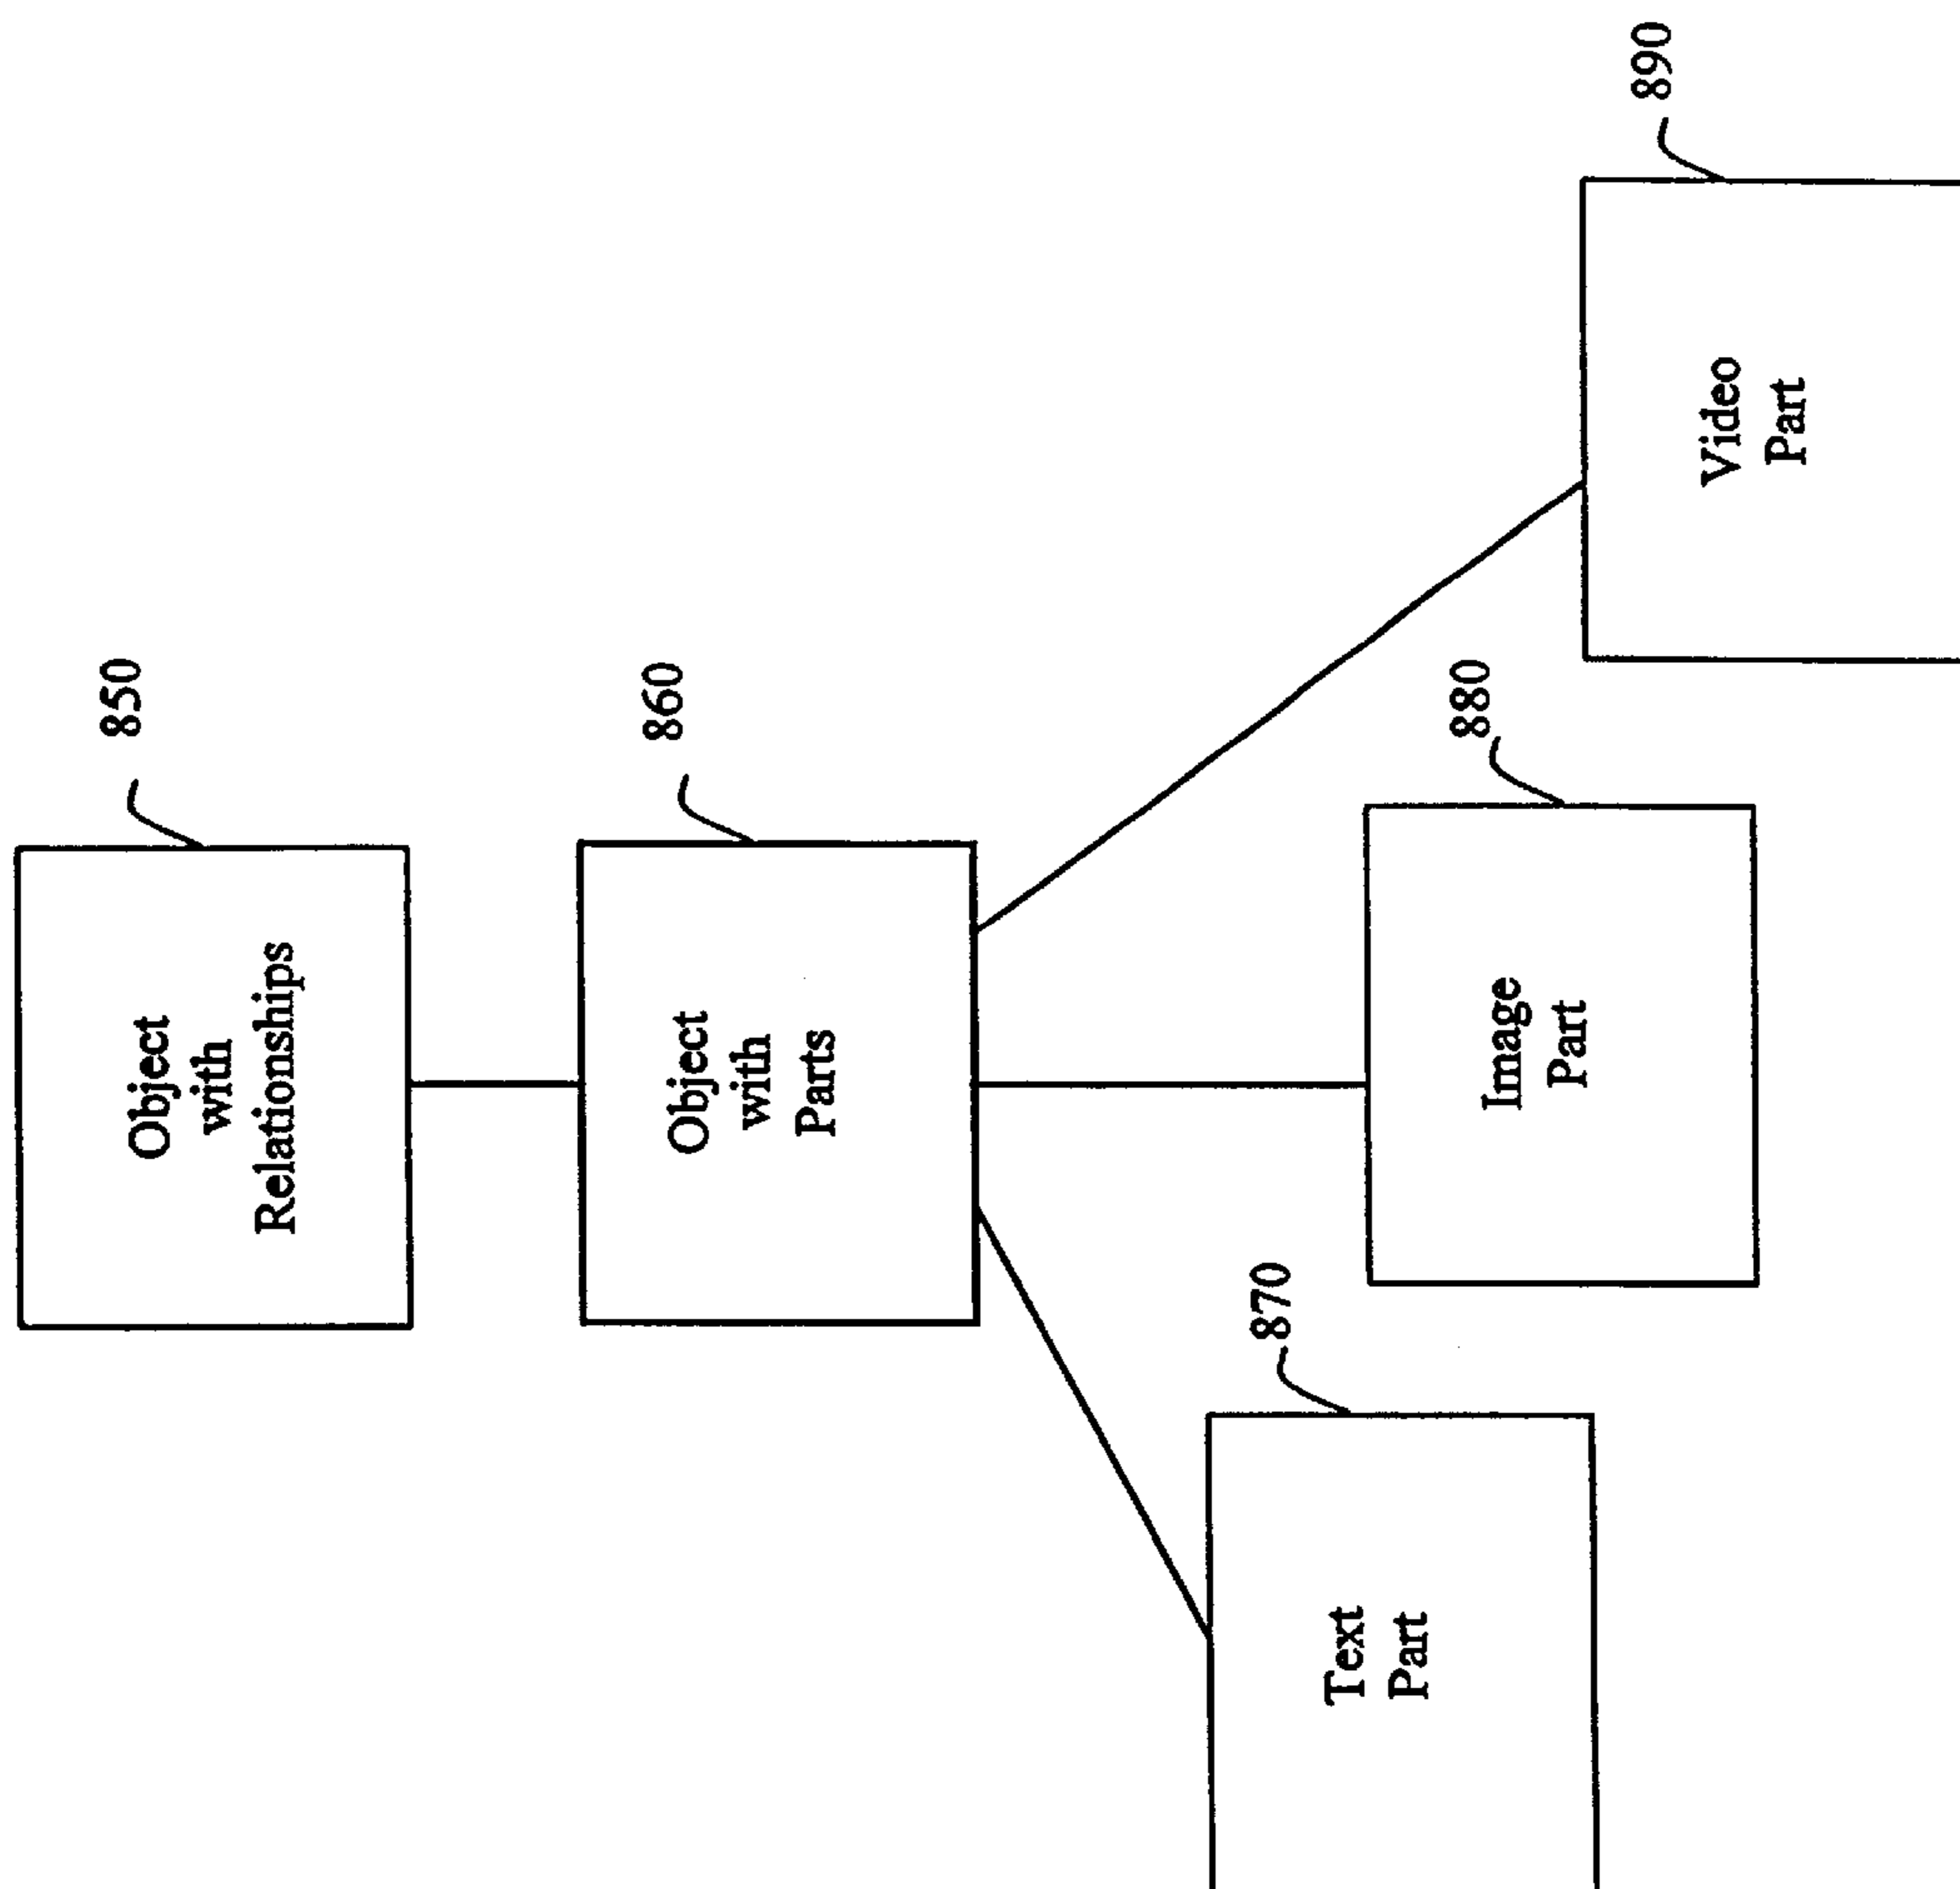 850
Object
with
Relationships
860
Object
with
Parts
870
Text
Part
880
Image
Part
890
Video
Part